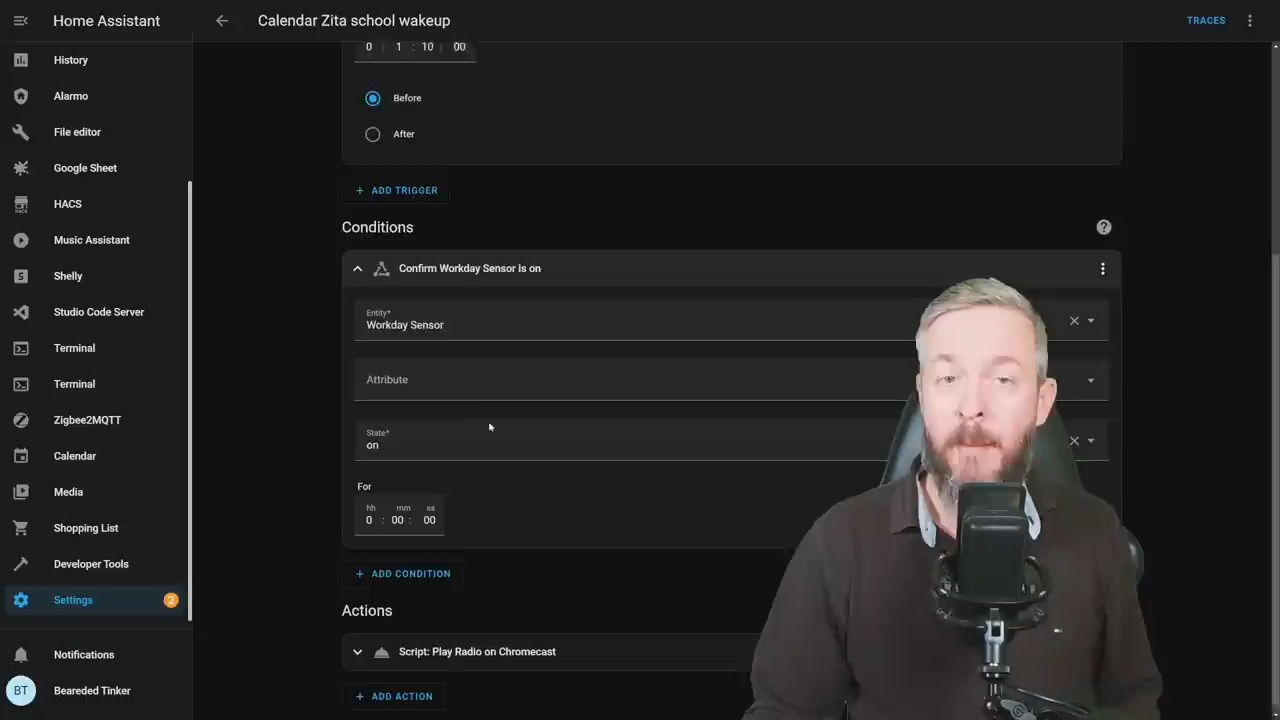 Home Assistant
Calendar Zita school wakeup
TRACES
History
Alarmo
File editor
Google Sheet
HACS
Music Assistant
Shelly
Studio Code Server
Terminal
Terminal
Zigbee2MQTT
Calendar
Media
Shopping List
Developer Tools
Settings
2
Notifications
BT
Beareded Tinker
0 1 : 10 00
Before
After
+ ADD TRIGGER
Conditions
Confirm Workday Sensor Is on
Entity*
Workday Sensor
Attribute
State*
on
For
hh mm ss
0 : 00 : 00
+ ADD CONDITION
Actions
Script: Play Radio on Chromecast
+ ADD ACTION